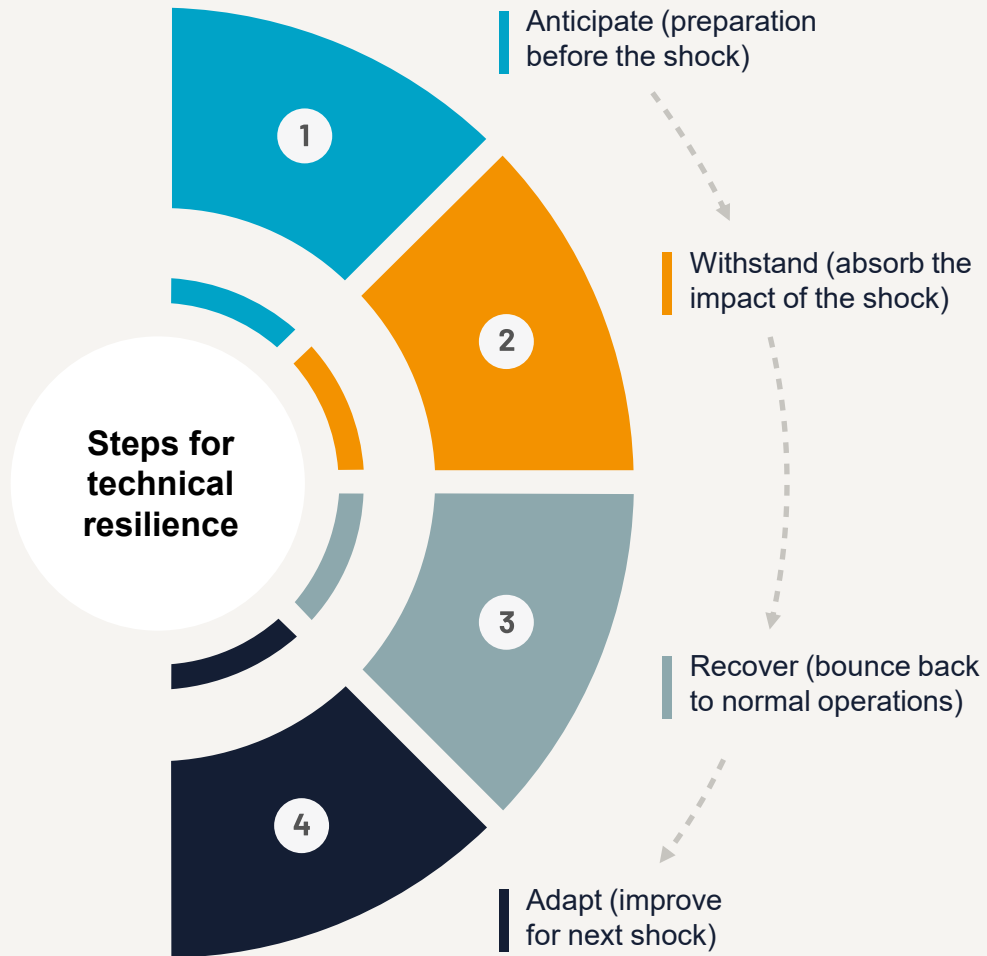 Anticipate (preparation
before the shock)
1
Withstand (absorb the
impact of the shock)
2
Steps for
technical
resilience
3
Recover (bounce back
to normal operations)
4
Adapt (improve
for next shock)